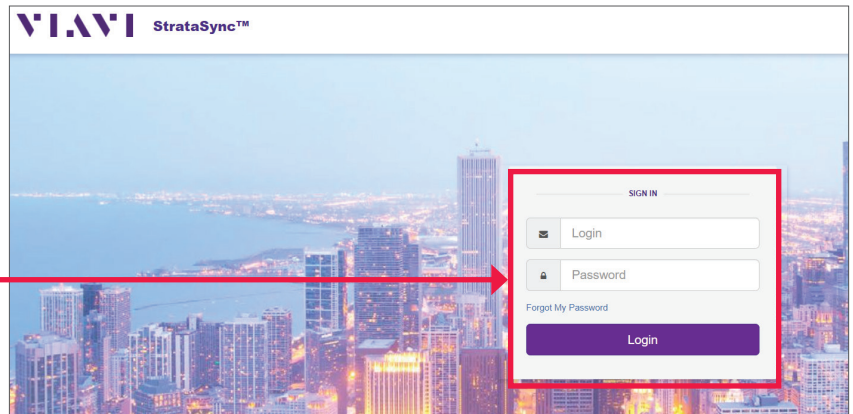 VIAVI StrataSync™
SIGN IN
Login
Password
Forgot My Password
Login